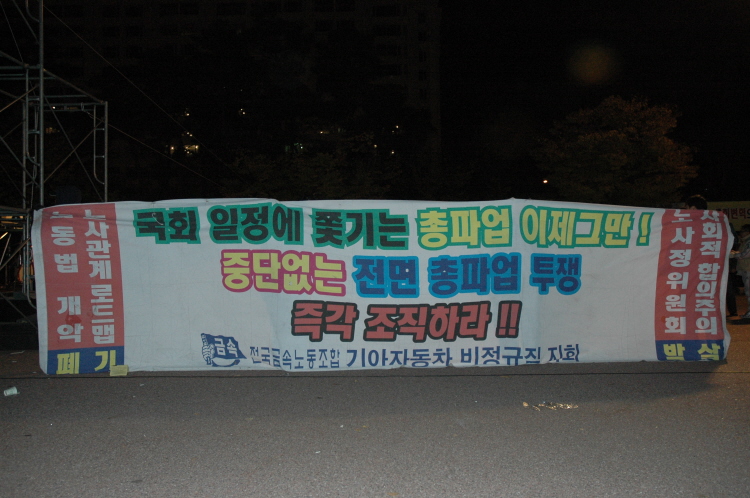 노동법 개악
노사관계 로드맵
폐기
국회 일정에 쫓기는 총파업 이제그만!
중단없는 전면 총파업 투쟁
즉각 조직하라!!
금속 전국금속노동조합 기아자동차 비정규직 지회
노사정위원회
사회적 합의주의
박살